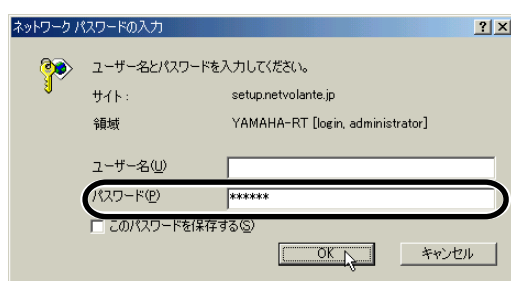 ネットワーク パスワードの入力
ユーザー名とパスワードを入力してください。
サイト: setup.netvolante.jp
領域 YAMAHA-RT [login, administrator]
ユーザー名(U)
パスワード(P) ******
このパスワードを保存する(S)
OK キャンセル